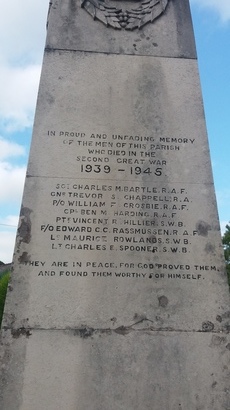 IN PROUD AND UNFADING MEMORY
OF THE MEN OF THIS PARISH
WHO DIED IN THE
SECOND GREAT WAR
1939 - 1945
SGT CHARLES M. BARTLE, R.A.F.
GNR TREVOR S. CHAPPELL, R.A.
P/O WILLIAM F. CROSBIE, R.A.F.
CPL BEN M. HARDING, R.A.F.
PTE VINCENT R. HILLIER, S.W.B.
F/O EDWARD C.C. RASSMUSSEN, R.A.F.
LT MAURICE ROWLANDS, S.W.B.
LT CHARLES E. SPOONER, S.W.B.
THEY ARE IN PEACE, FOR GOD PROVED THEM,
AND FOUND THEM WORTHY FOR HIMSELF.